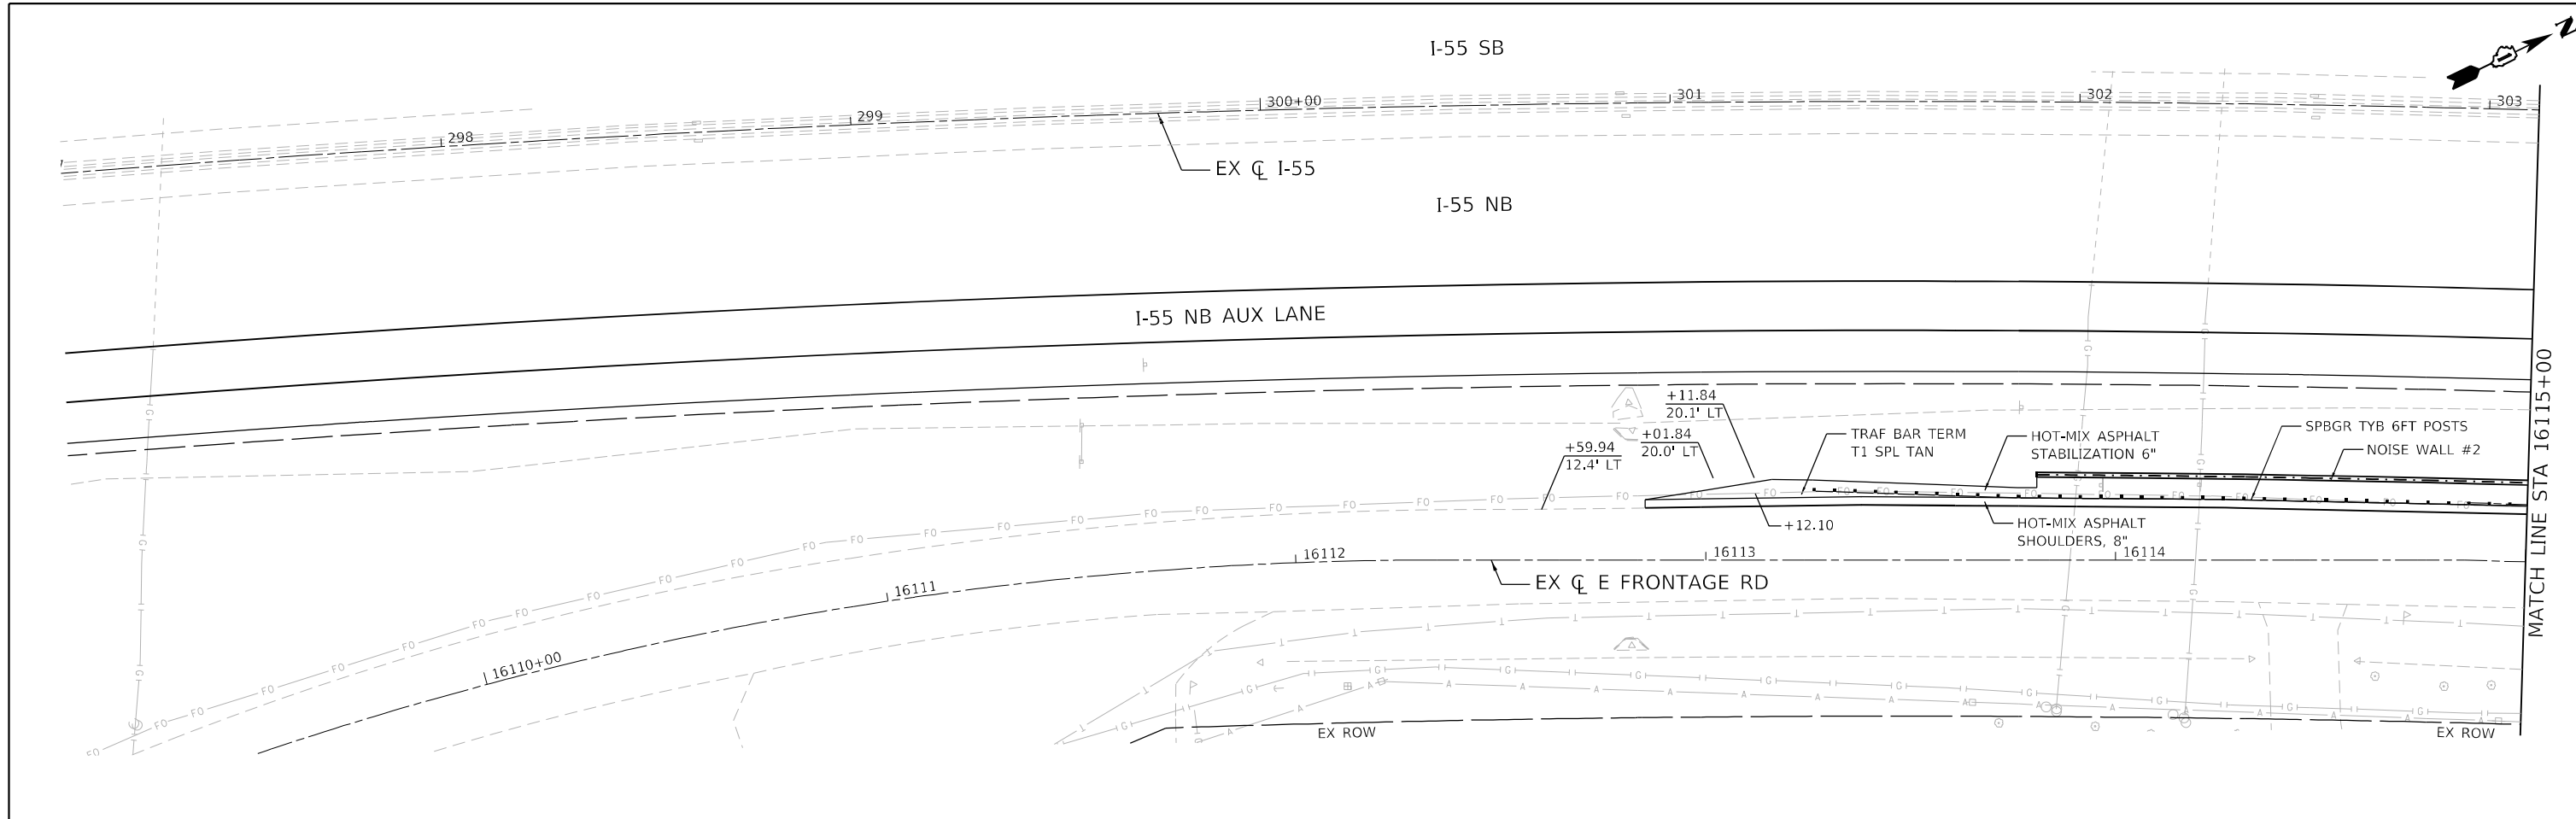 I-55 SB
N
298
299
300+00
301
302
303
EX ℄ I-55
I-55 NB
I-55 NB AUX LANE
+11.84
20.1' LT
+01.84
20.0' LT
+59.94
12.4' LT
TRAF BAR TERM
T1 SPL TAN
HOT-MIX ASPHALT
STABILIZATION 6"
SPBGR TYB 6FT POSTS
NOISE WALL #2
+12.10
HOT-MIX ASPHALT
SHOULDERS, 8"
MATCH LINE STA 16115+00
16110+00
16111
16112
16113
16114
EX ℄ E FRONTAGE RD
EX ROW
EX ROW